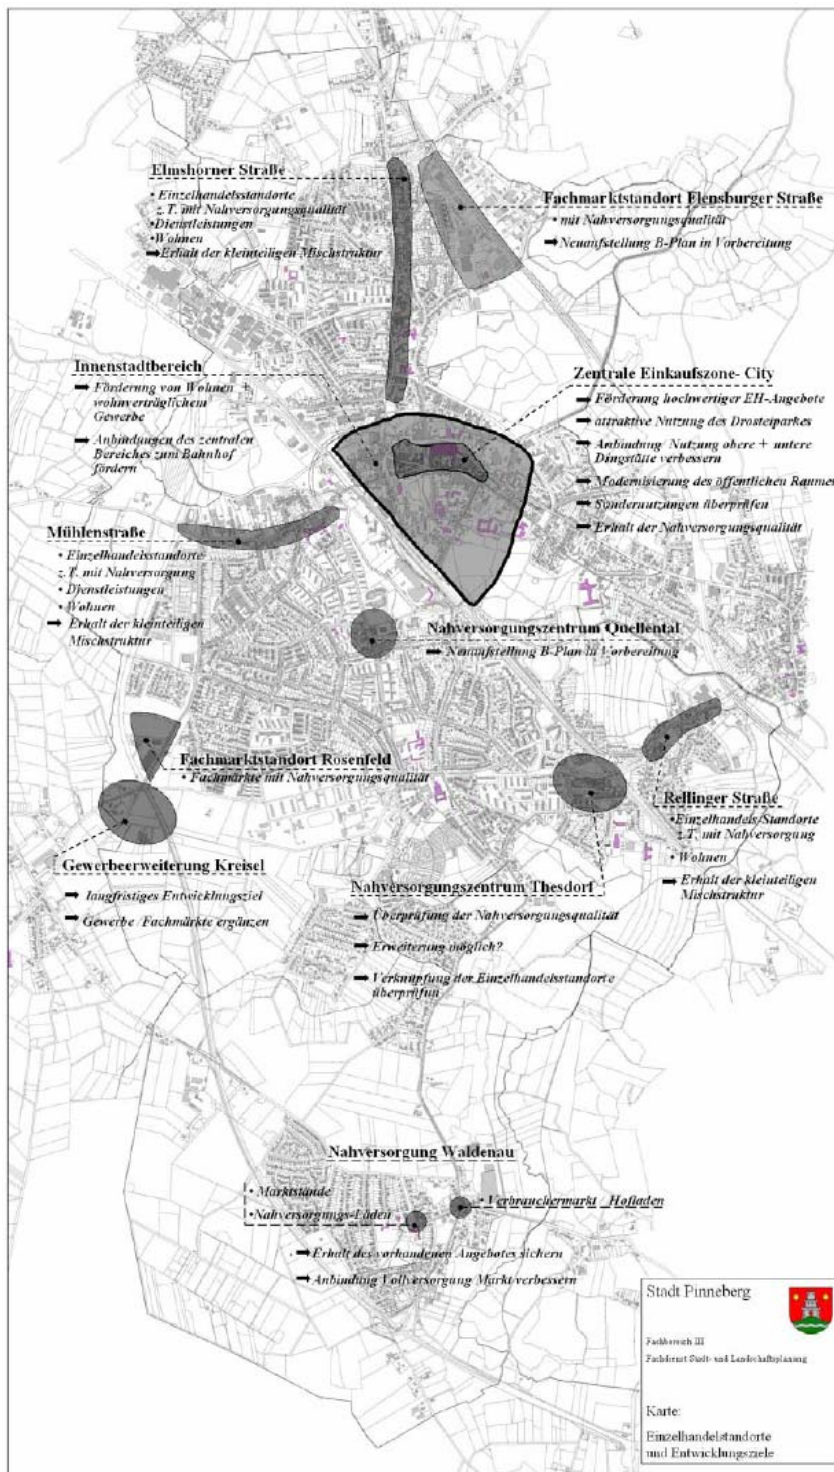 Elmshorner Straße
• Einzelhandelsstandorte
z.T. mit Nahversorgungsqualität
•Dienstleistungen
•Wohnen
➡Erhalt der kleinteiligen Mischstruktur
Fachmarktstandort Flensburger Straße
• mit Nahversorgungsqualität
➡ Neuaufstellung B-Plan in Vorbereitung
Innenstadtbereich
➡ Förderung von Wohnen +
wohnverträglichem
Gewerbe
➡ Anbindungen des zentralen
Bereiches zum Bahnhof
fördern
Zentrale Einkaufszone- City
➡ Förderung hochwertiger EH-Angebote
➡ attraktive Nutzung des Drosteiparkes
➡ Anbindung/ Nutzung obere + untere
Dingstätte verbessern
➡ Modernisierung des öffentlichen Raumes
➡ Sondernutzungen überprüfen
➡ Erhalt der Nahversorgungsqualität
Mühlenstraße
• Einzelhandelsstandorte
z.T. mit Nahversorgung
• Dienstleistungen
• Wohnen
➡ Erhalt der kleinteiligen
Mischstruktur
Nahversorgungszentrum Quellental
➡ Neuaufstellung B-Plan in Vorbereitung
Fachmarktstandort Rosenfeld
• Fachmärkte mit Nahversorgungsqualität
Rellinger Straße
•Einzelhandels/Standorte
z.T. mit Nahversorgung
• Wohnen
➡ Erhalt der kleinteiligen
Mischstruktur
Gewerbeerweiterung Kreisel
➡ langfristiges Entwicklungsziel
➡ Gewerbe /Fachmärkte ergänzen
Nahversorgungszentrum Thesdorf
➡ Überprüfung der Nahversorgungsqualität
➡ Erweiterung möglich?
➡ Verknüpfung der Einzelhandelsstandorte
überprüfun
Nahversorgung Waldenau
• Marktstände
•Nahversorgungs-Läden
• Verbrauchermarkt / Hofladen
➡ Erhalt des vorhandenen Angebotes sichern
➡ Anbindung Vollversorgung Markt verbessern
Stadt Pinneberg
Fachbereich III
Fachdienst Stadt- und Landschaftsplanung
Karte:
Einzelhandelstandorte
und Entwicklungsziele